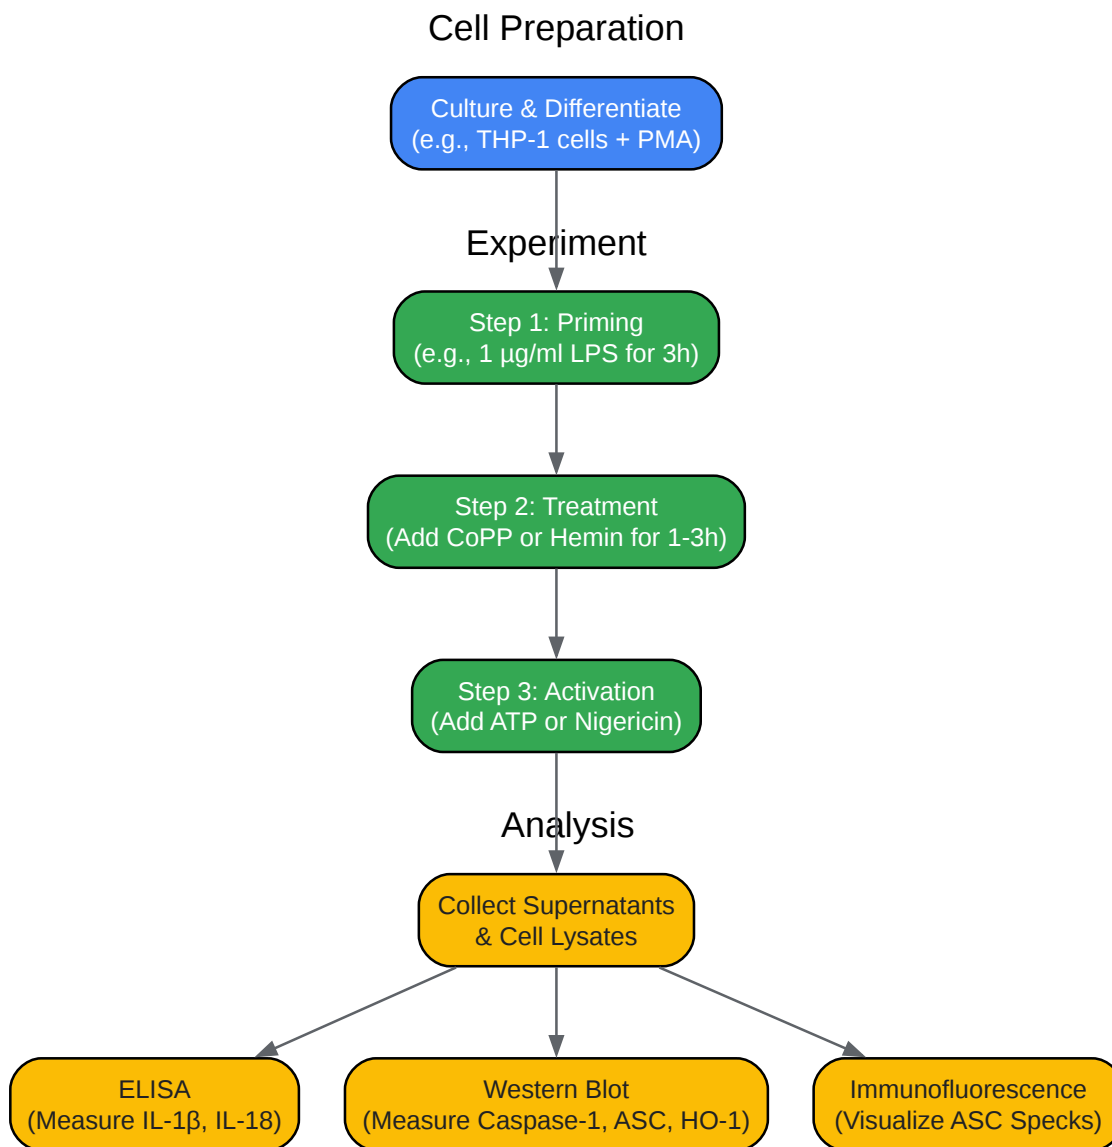 Cell Preparation
Culture & Differentiate
(e.g., THP-1 cells + PMA)
Experiment
Step 1: Priming
(e.g., 1 µg/ml LPS for 3h)
Step 2: Treatment
(Add CoPP or Hemin for 1-3h)
Step 3: Activation
(Add ATP or Nigericin)
Analysis
Collect Supernatants
& Cell Lysates
ELISA
(Measure IL-1β, IL-18)
Western Blot
(Measure Caspase-1, ASC, HO-1)
Immunofluorescence
(Visualize ASC Specks)